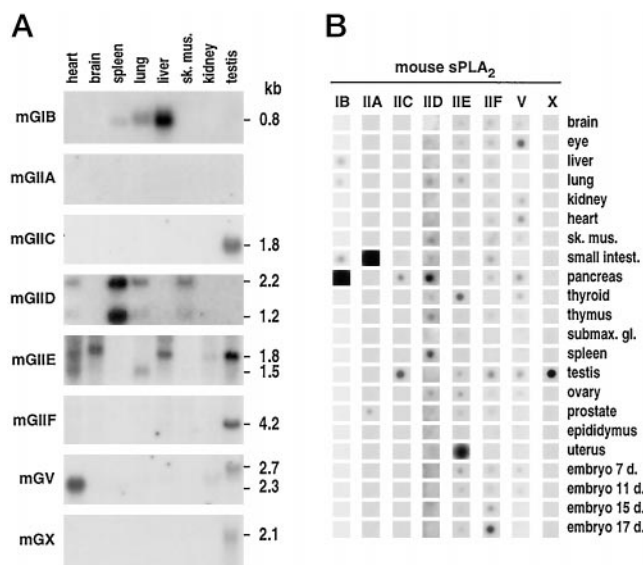 A
heart brain spleen lung liver sk. mus. kidney testis
kb
mGIB - 0.8
mGIIA
mGIIC - 1.8
mGIID - 2.2
- 1.2
mGIIE - 1.8
- 1.5
mGIIF - 4.2
mGV - 2.7
- 2.3
mGX - 2.1
B
mouse sPLA2
IB IIA IIC IID IIE IIF V X
brain
eye
liver
lung
kidney
heart
sk. mus.
small intest.
pancreas
thyroid
thymus
submax. gl.
spleen
testis
ovary
prostate
epididymus
uterus
embryo 7 d.
embryo 11 d.
embryo 15 d.
embryo 17 d.